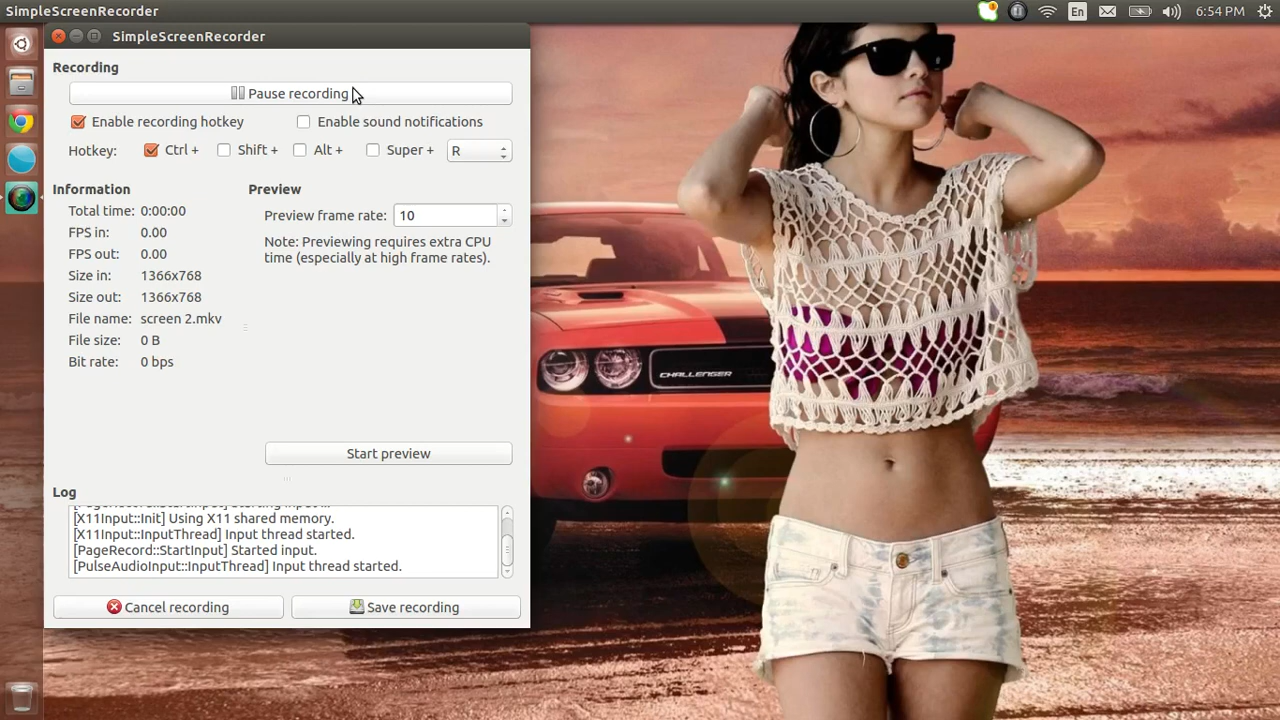 SimpleScreenRecorder
En
6:54 PM
SimpleScreenRecorder
Recording
Pause recording
Enable recording hotkey
Enable sound notifications
Hotkey: Ctrl + Shift + Alt + Super + R
Information
Preview
Total time: 0:00:00
Preview frame rate: 10
FPS in: 0.00
Note: Previewing requires extra CPU
time (especially at high frame rates).
FPS out: 0.00
Size in: 1366x768
Size out: 1366x768
File name: screen 2.mkv
File size: 0 B
Bit rate: 0 bps
CHALLENGER
Start preview
Log
[X11Input::Init] Using X11 shared memory.
[X11Input::InputThread] Input thread started.
[PageRecord::StartInput] Started input.
[PulseAudioInput::InputThread] Input thread started.
Cancel recording
Save recording